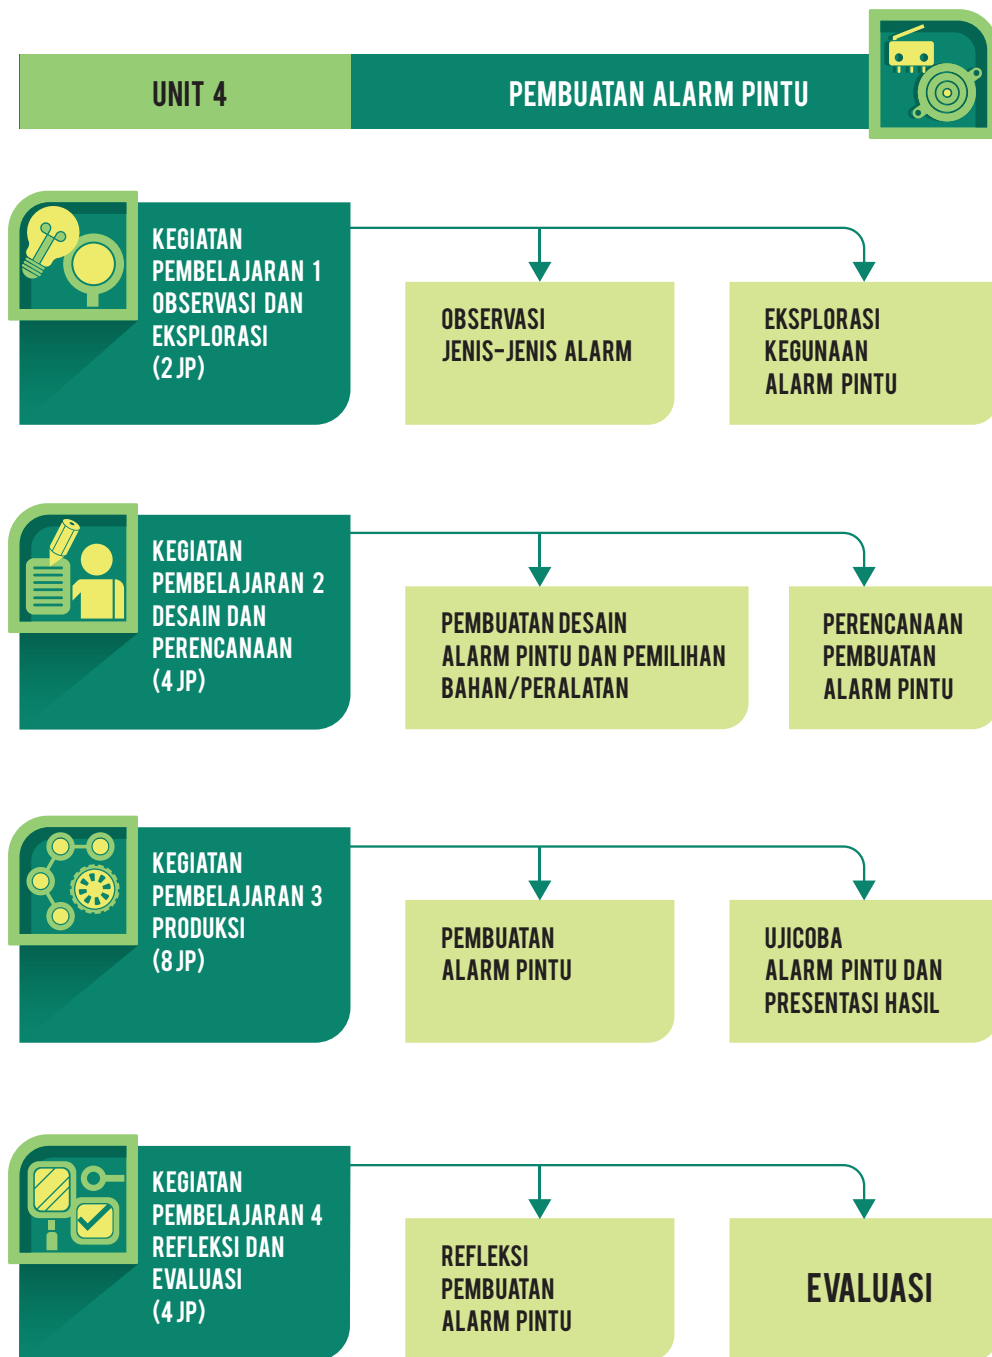 UNIT 4
PEMBUATAN ALARM PINTU
KEGIATAN
PEMBELAJARAN 1
OBSERVASI DAN
EKSPLORASI
(2 JP)
OBSERVASI
JENIS-JENIS ALARM
EKSPLORASI
KEGUNAAN
ALARM PINTU
KEGIATAN
PEMBELAJARAN 2
DESAIN DAN
PERENCANAAN
(4 JP)
PEMBUATAN DESAIN
ALARM PINTU DAN PEMILIHAN
BAHAN/PERALATAN
PERENCANAAN
PEMBUATAN
ALARM PINTU
KEGIATAN
PEMBELAJARAN 3
PRODUKSI
(8 JP)
PEMBUATAN
ALARM PINTU
UJICOBA
ALARM PINTU DAN
PRESENTASI HASIL
KEGIATAN
PEMBELAJARAN 4
REFLEKSI DAN
EVALUASI
(4 JP)
REFLEKSI
PEMBUATAN
ALARM PINTU
EVALUASI